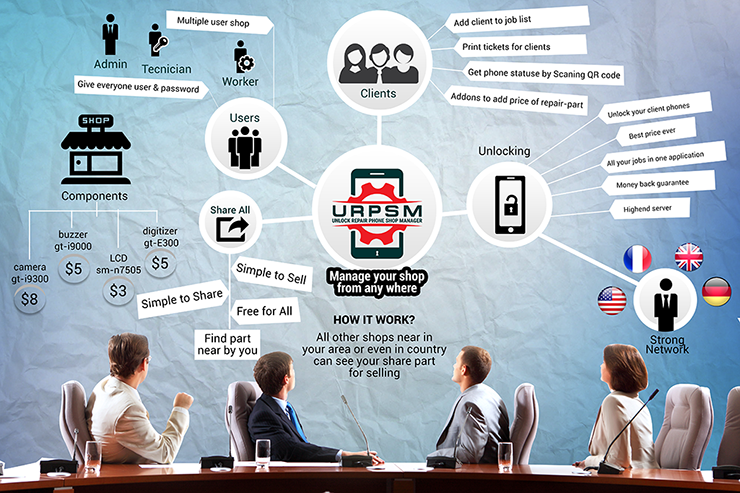 Multiple user shop
Admin
Tecnician
Worker
Give everyone user & password
Users
Clients
Add client to job list
Print tickets for clients
Get phone statuse by Scaning QR code
Addons to add price of repair-part
SHOP
Components
buzzer
gt-i9000
$5
digitizer
gt-E300
$5
camera
gt-i9300
$8
LCD
sm-n7505
$3
Share All
Simple to Sell
Simple to Share
Free for All
Find part
near by you
URPSM
UNLOCK REPAIR PHONE SHOP MANAGER
Manage your shop
from any where
HOW IT WORK?
All other shops near in
your area or even in country
can see your share part
for selling
Unlocking
Unlock your client phones
Best price ever
All your jobs in one application
Money back guarantee
Highend server
Strong
Network